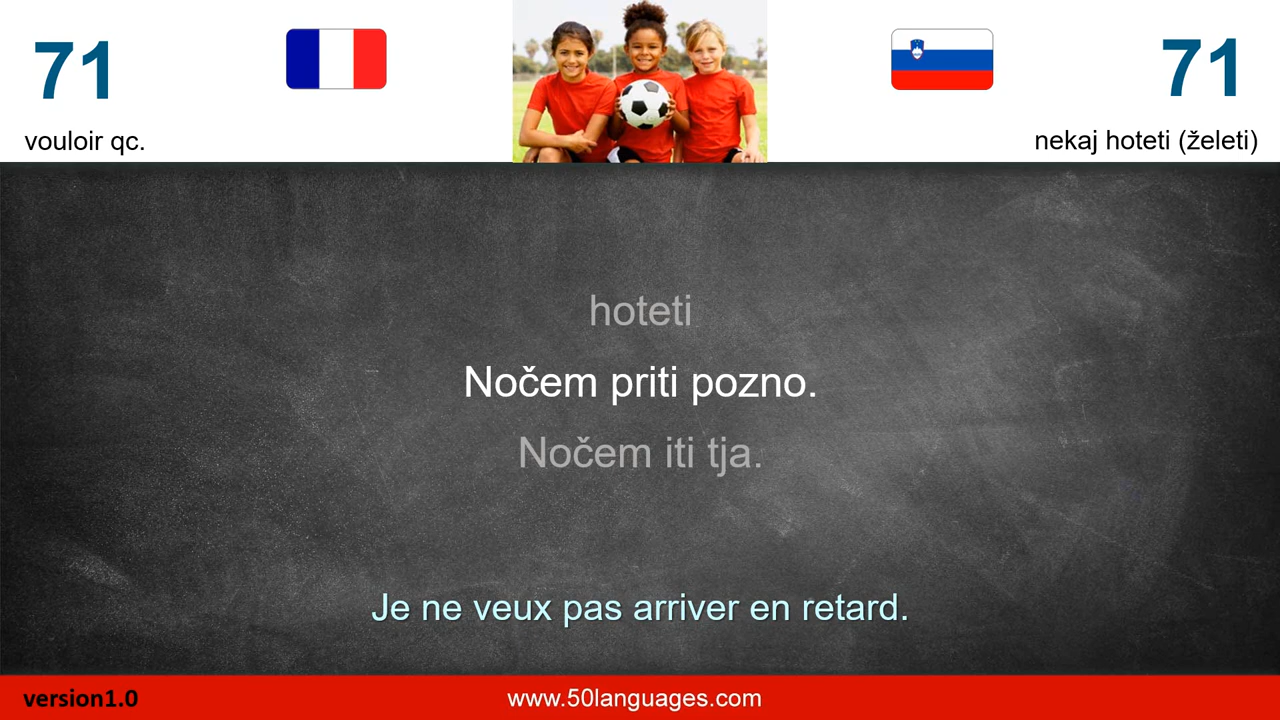 71
71
vouloir qc.
nekaj hoteti (želeti)
hoteti
Nočem priti pozno.
Nočem iti tja.
Je ne veux pas arriver en retard.
version1.0
www.50languages.com